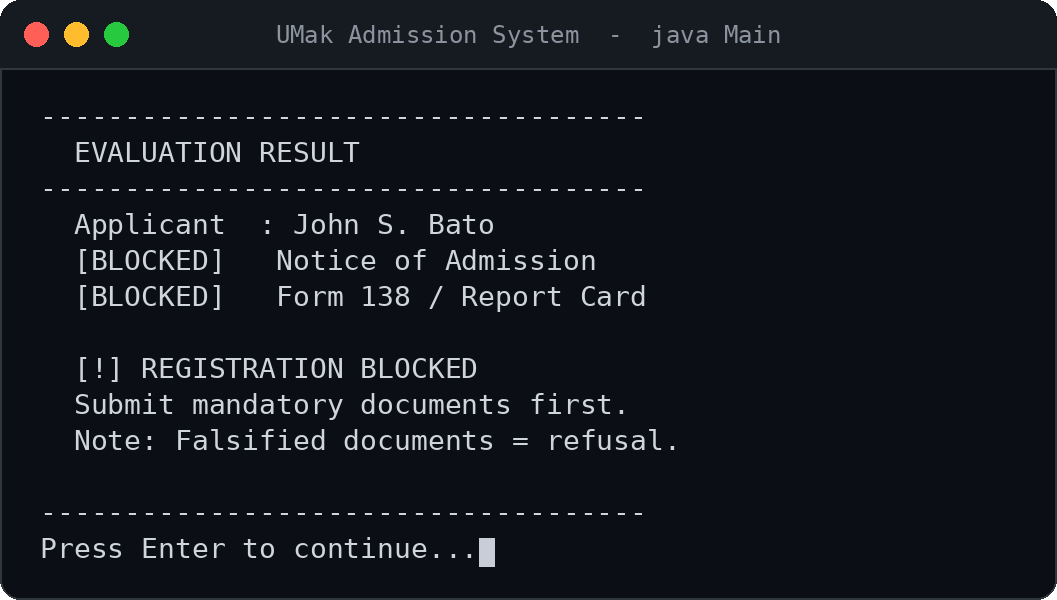 UMak Admission System  -  java Main
------------------------------------
  EVALUATION RESULT
------------------------------------
  Applicant  : John S. Bato
  [BLOCKED]   Notice of Admission
  [BLOCKED]   Form 138 / Report Card

  [!] REGISTRATION BLOCKED
  Submit mandatory documents first.
  Note: Falsified documents = refusal.

------------------------------------
Press Enter to continue...